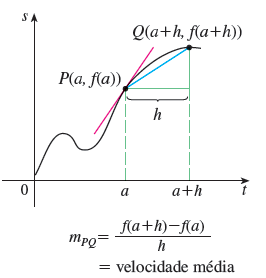 s
Q(a+h, f(a+h))
P(a, f(a))
h
0 a a+h t
m_PQ = f(a+h)−f(a) / h
= velocidade média